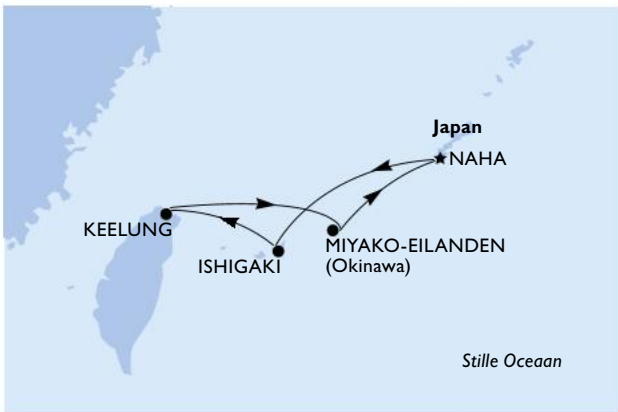 Japan
NAHA
KEELUNG
MIYAKO-EILANDEN
(Okinawa)
ISHIGAKI
Stille Oceaan